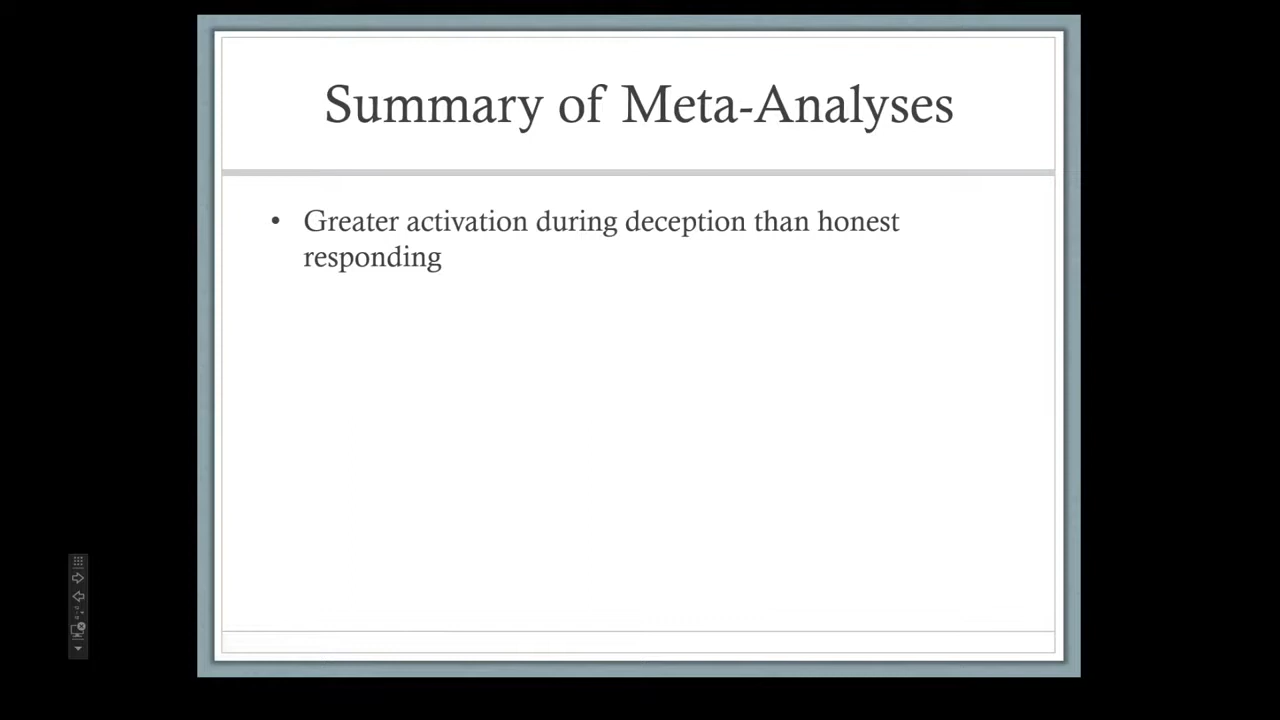 Summary of Meta-Analyses
• Greater activation during deception than honest
responding